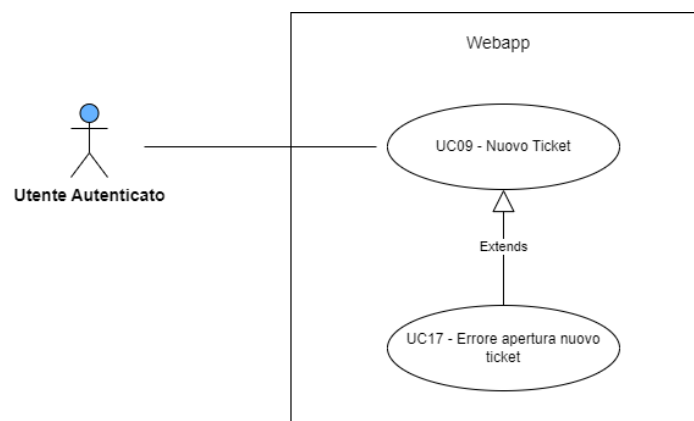 Webapp
UC09 - Nuovo Ticket
Utente Autenticato
Extends
UC17 - Errore apertura nuovo
ticket